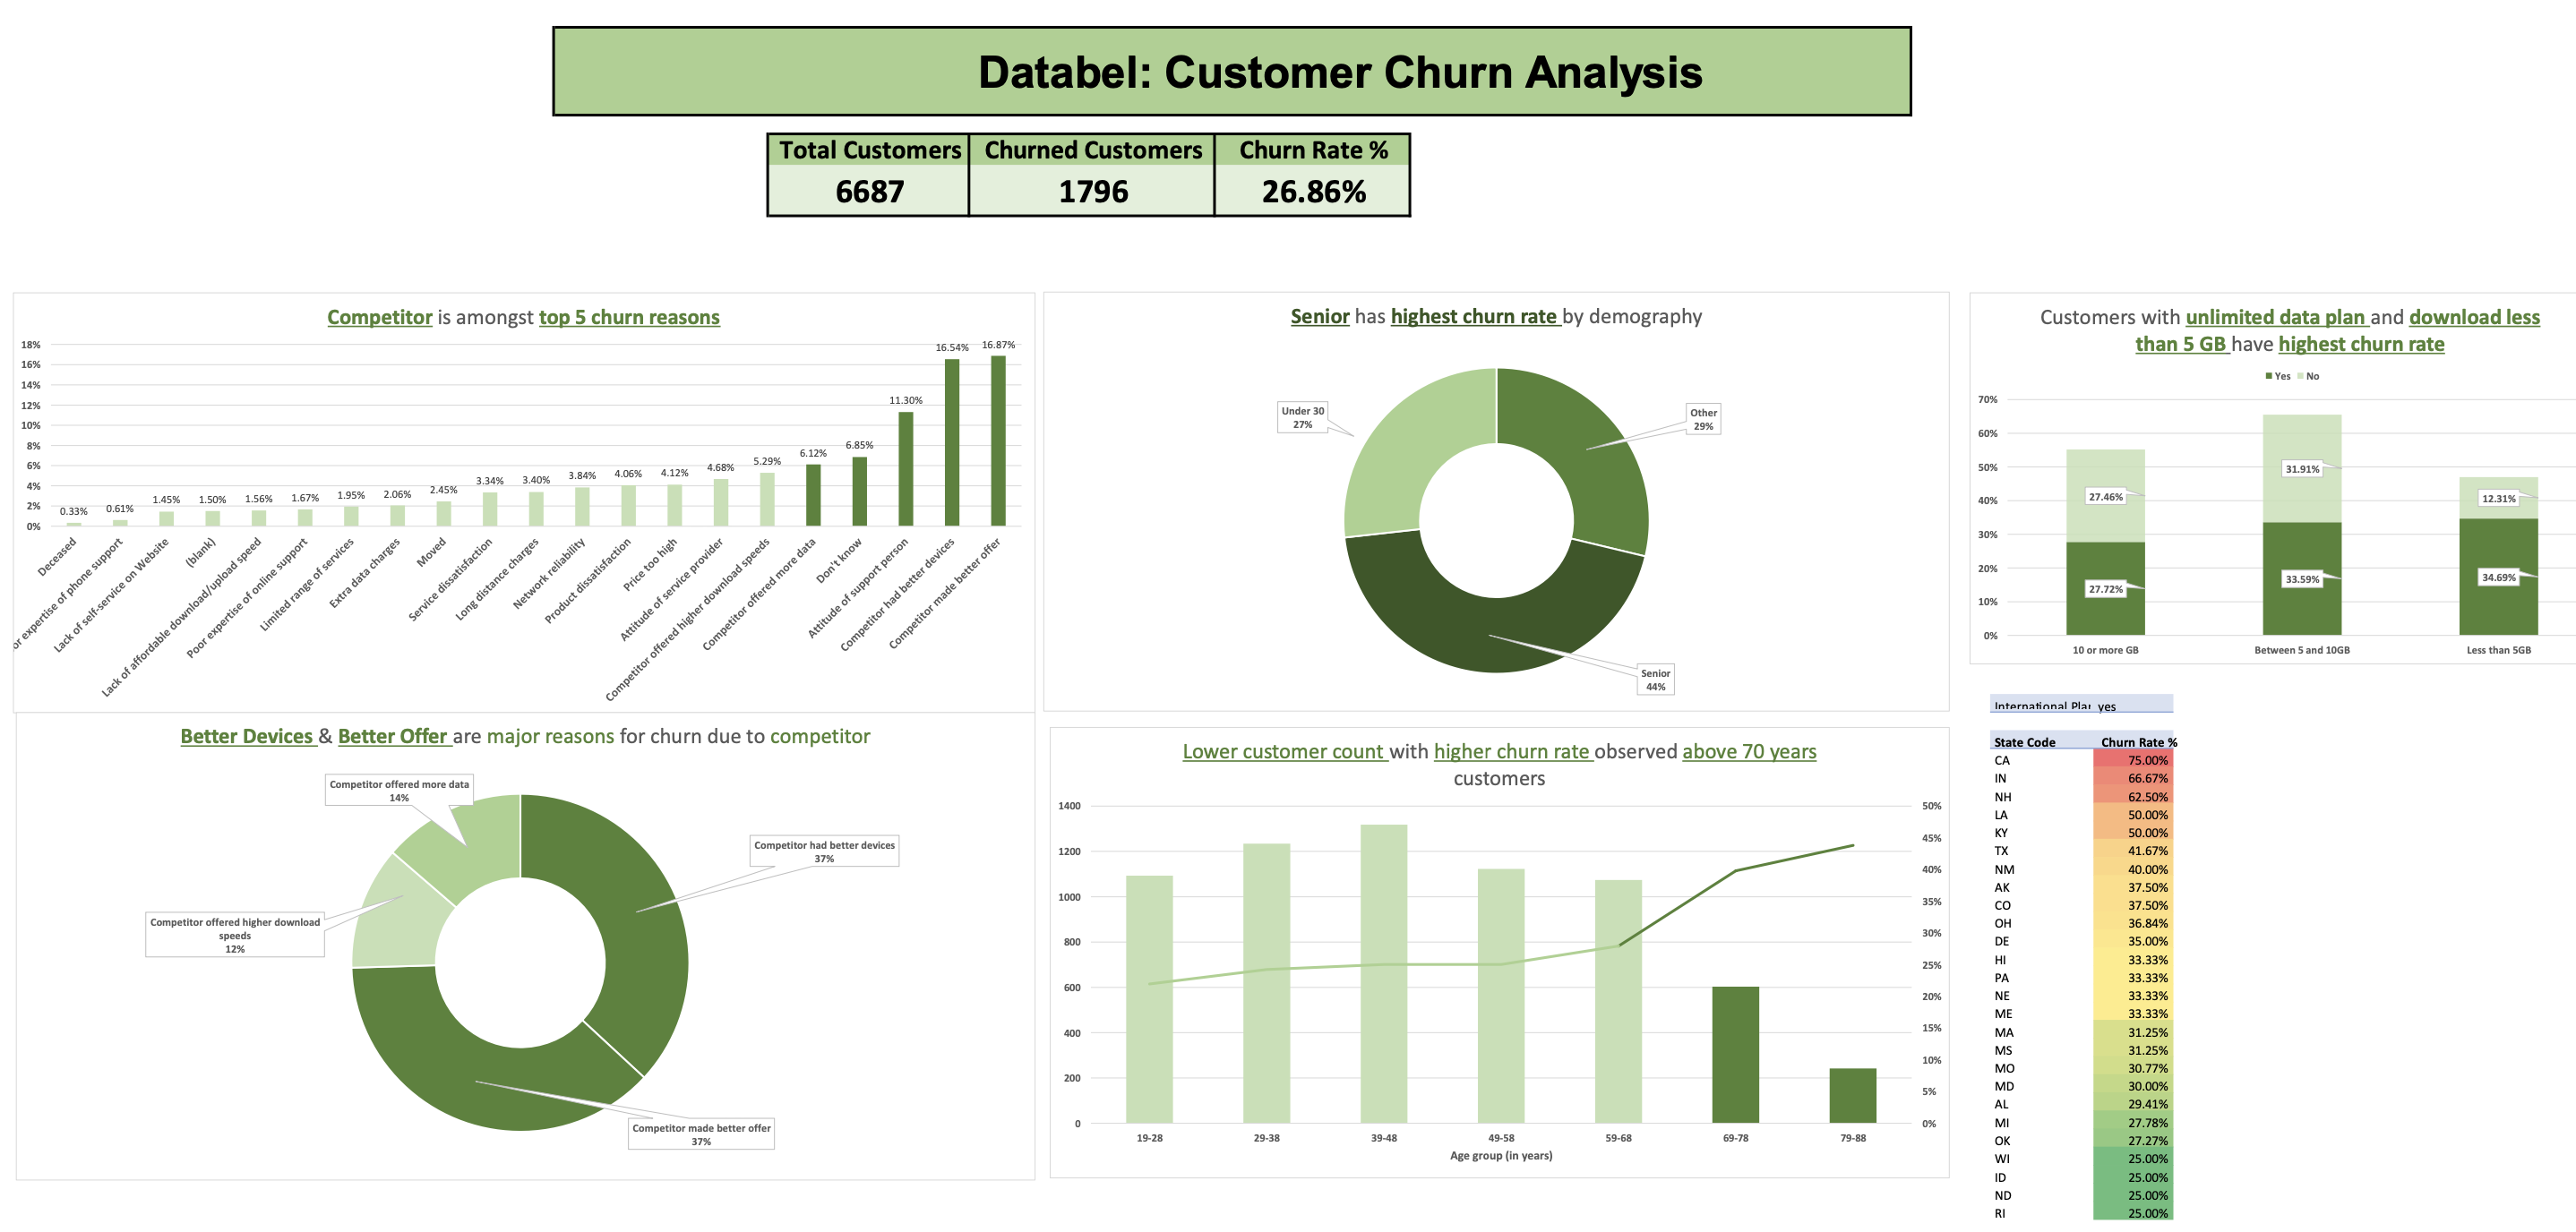 Databel: Customer Churn Analysis
Total Customers Churned Customers Churn Rate %
6687 1796 26.86%
Competitor is amongst top 5 churn reasons
18%
16%
14%
12%
10%
8%
6%
4%
2%
0%
0.33%
0.61%
1.45%
1.50%
1.56%
1.67%
1.95%
2.06%
2.45%
3.34%
3.40%
3.84%
4.06%
4.12%
4.68%
5.29%
6.12%
6.85%
11.30%
16.54%
16.87%
Deceased
or expertise of phone support
Lack of self-service on Website
(blank)
Lack of affordable download/upload speed
Poor expertise of online support
Limited range of services
Extra data charges
Moved
Service dissatisfaction
Long distance charges
Network reliability
Product dissatisfaction
Price too high
Attitude of service provider
Competitor offered higher download speeds
Competitor offered more data
Don't know
Attitude of support person
Competitor had better devices
Competitor made better offer
Senior has highest churn rate by demography
Under 30
27%
Other
29%
Senior
44%
Customers with unlimited data plan and download less
than 5 GB have highest churn rate
Yes No
70%
60%
50%
40%
30%
20%
10%
0%
27.46%
27.72%
31.91%
33.59%
12.31%
34.69%
10 or more GB
Between 5 and 10GB
Less than 5GB
Better Devices & Better Offer are major reasons for churn due to competitor
Competitor offered more data
14%
Competitor had better devices
37%
Competitor offered higher download
speeds
12%
Competitor made better offer
37%
Lower customer count with higher churn rate observed above 70 years
customers
1400
1200
1000
800
600
400
200
0
50%
45%
40%
35%
30%
25%
20%
15%
10%
5%
0%
19-28
29-38
39-48
49-58
59-68
69-78
79-88
Age group (in years)
International Plan yes
State Code Churn Rate %
CA 75.00%
IN 66.67%
NH 62.50%
LA 50.00%
KY 50.00%
TX 41.67%
NM 40.00%
AK 37.50%
CO 37.50%
OH 36.84%
DE 35.00%
HI 33.33%
PA 33.33%
NE 33.33%
ME 33.33%
MA 31.25%
MS 31.25%
MO 30.77%
MD 30.00%
AL 29.41%
MI 27.78%
OK 27.27%
WI 25.00%
ID 25.00%
ND 25.00%
RI 25.00%